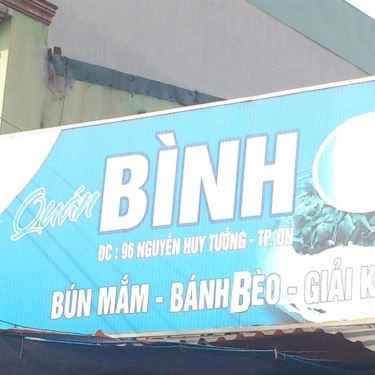 Quán BÌNH
ĐC : 96 NGUYỄN HUY TƯỞNG - TP, ĐN
BÚN MẮM - BÁNH BÈO - GIẢI K